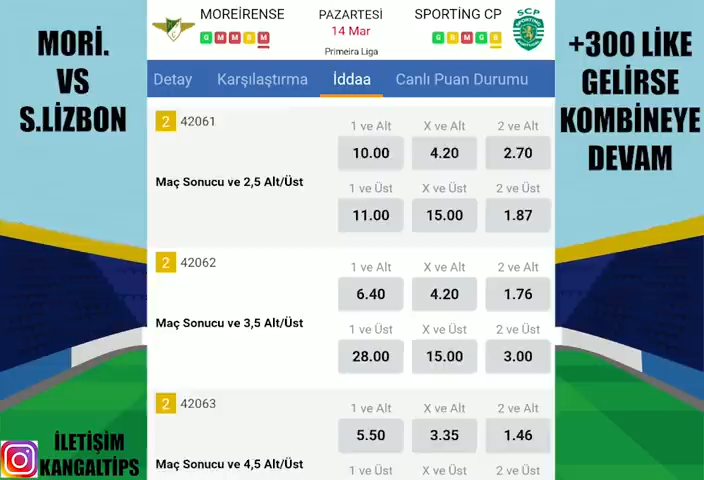 MORİ.
VS
S.LİZBON
MOREİRENSE
G M M B M
PAZARTESİ
14 Mar
Primeira Liga
SPORTİNG CP
G B M G B
SCP
+300 LİKE
GELİRSE
KOMBİNEYE
DEVAM
Detay Karşılaştırma İddaa Canlı Puan Durumu
2 42061
1 ve Alt X ve Alt 2 ve Alt
10.00 4.20 2.70
Maç Sonucu ve 2,5 Alt/Üst
1 ve Üst X ve Üst 2 ve Üst
11.00 15.00 1.87
2 42062
1 ve Alt X ve Alt 2 ve Alt
6.40 4.20 1.76
Maç Sonucu ve 3,5 Alt/Üst
1 ve Üst X ve Üst 2 ve Üst
28.00 15.00 3.00
2 42063
1 ve Alt X ve Alt 2 ve Alt
5.50 3.35 1.46
Maç Sonucu ve 4,5 Alt/Üst
1 ve Üst X ve Üst 2 ve Üst
İLETİŞİM
KANGALTİPS